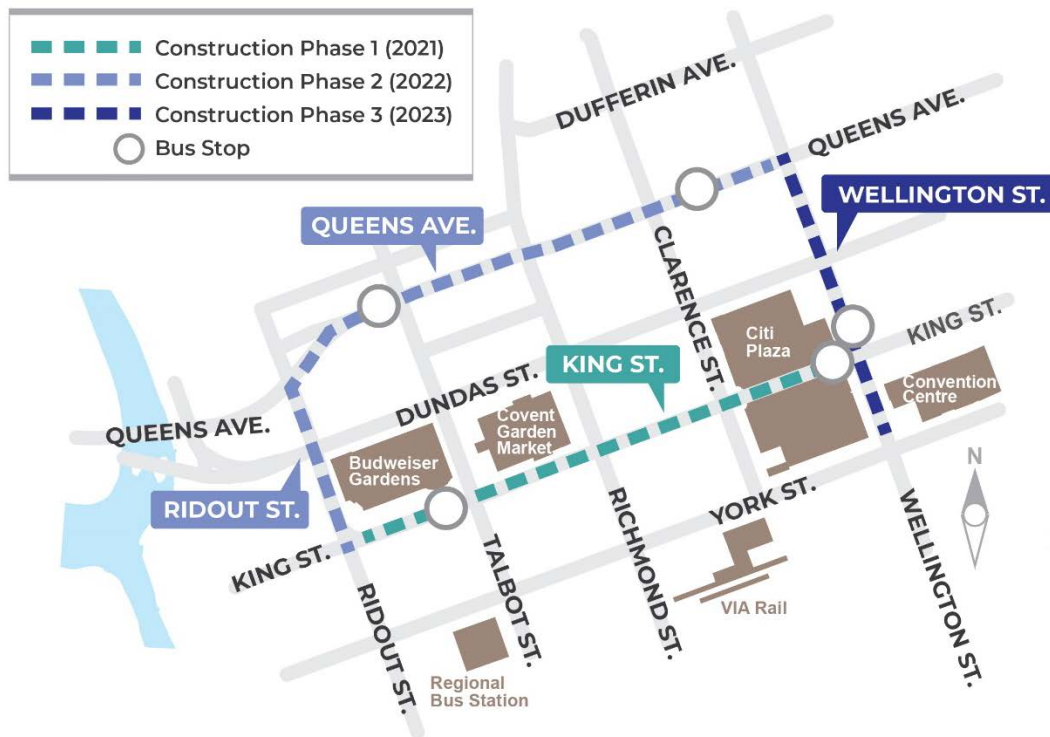 Construction Phase 1 (2021)
Construction Phase 2 (2022)
Construction Phase 3 (2023)
Bus Stop
DUFFERIN AVE.
QUEENS AVE.
WELLINGTON ST.
QUEENS AVE.
CLARENCE ST.
KING ST.
Citi
Plaza
KING ST.
DUNDAS ST.
Convention
Centre
Covent
Garden
Market
QUEENS AVE.
Budweiser
Gardens
RIDOUT ST.
YORK ST.
N
KING ST.
RICHMOND ST.
WELLINGTON ST.
TALBOT ST.
RIDOUT ST.
VIA Rail
Regional
Bus Station